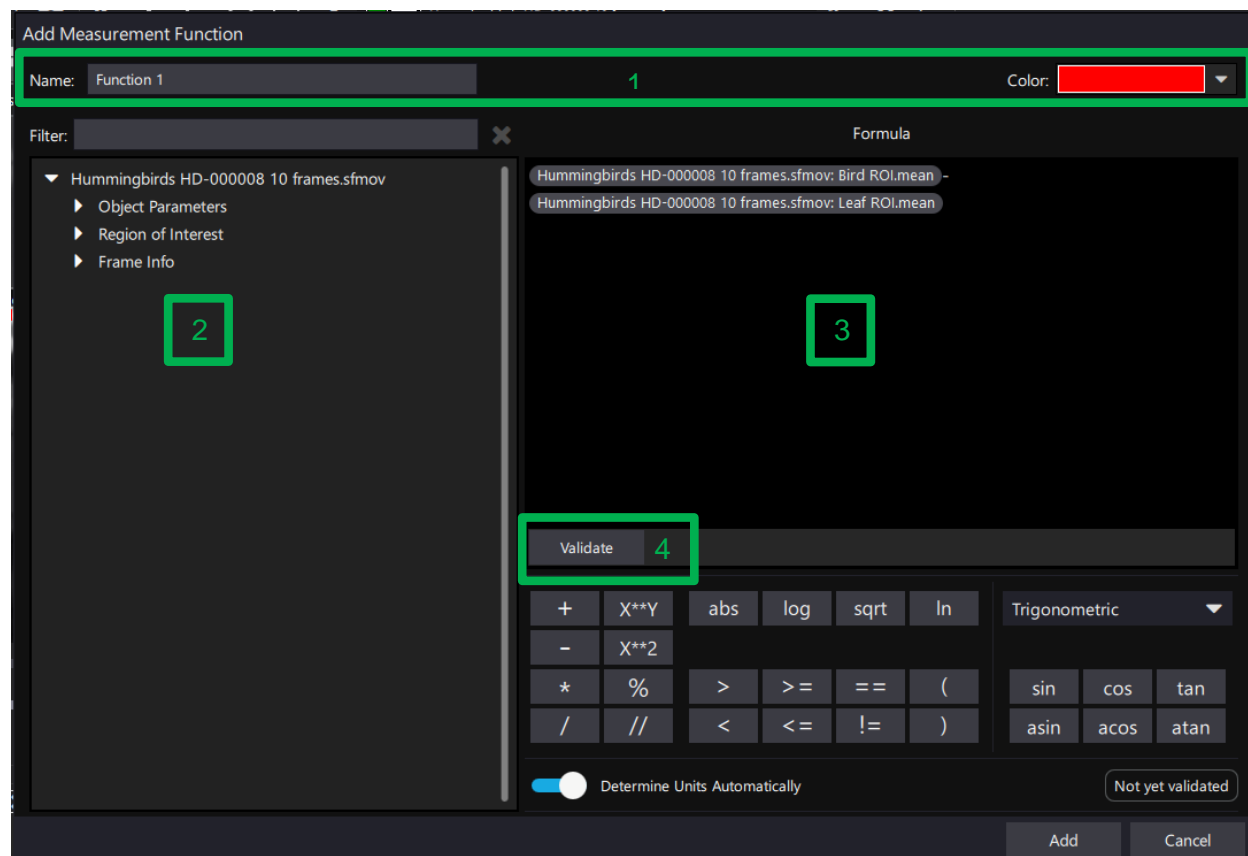 Add Measurement Function
Name: Function 1 1 Color:
Filter: Formula
Hummingbirds HD-000008 10 frames.sfmov
Object Parameters
Region of Interest
Frame Info
2
Hummingbirds HD-000008 10 frames.sfmov: Bird ROI.mean -
Hummingbirds HD-000008 10 frames.sfmov: Leaf ROI.mean
3
Validate 4
+ X**Y abs log sqrt ln Trigonometric
- X**2
* % > >= == ( sin cos tan
/ // < <= != ) asin acos atan
Determine Units Automatically Not yet validated
Add Cancel